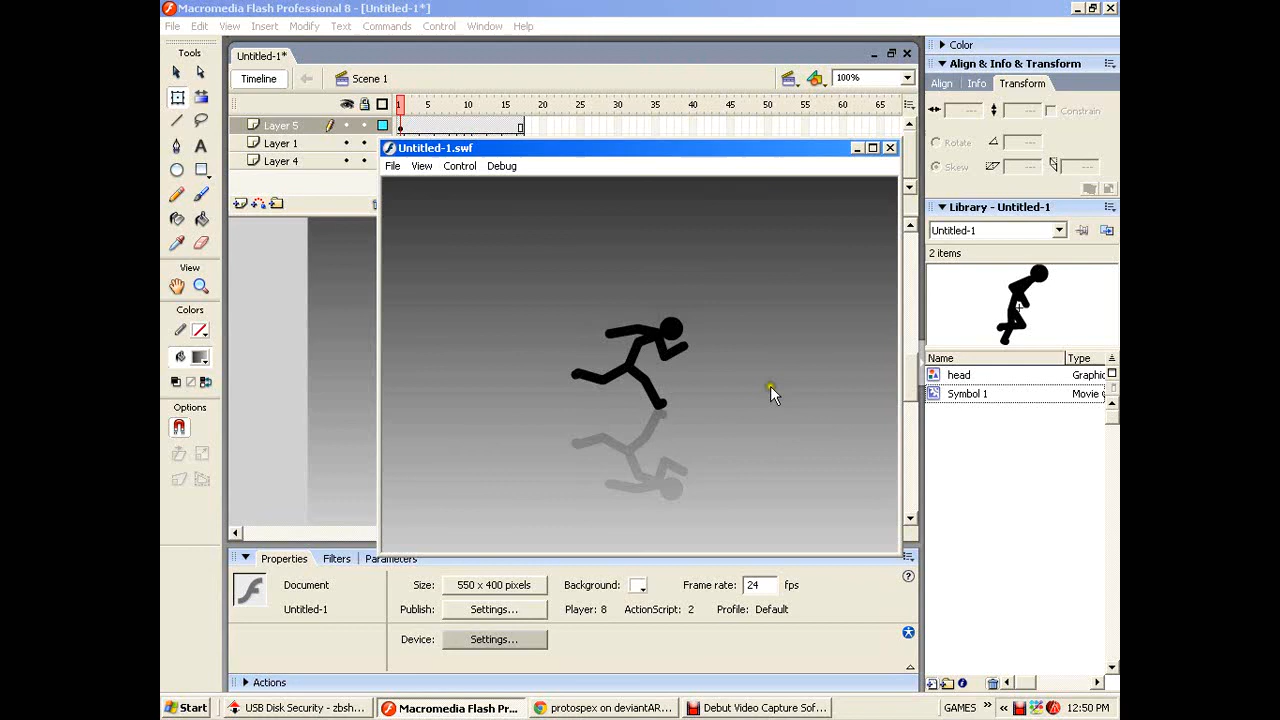 Macromedia Flash Professional 8 - [Untitled-1*]
File Edit View Insert Modify Text Commands Control Window Help
Tools
View
Colors
Options
Untitled-1*
Timeline
Scene 1
100%
1 5 10 15 20 25 30 35 40 45 50 55 60 65
Layer 5
Layer 1
Layer 4
Untitled-1.swf
File View Control Debug
Color
Align & Info & Transform
Align Info Transform
Constrain
Rotate
Skew
Library - Untitled-1
Untitled-1
2 items
Name Type
head Graphic
Symbol 1 Movie
Properties Filters Parameters
Document Size: 550 x 400 pixels Background: Frame rate: 24 fps
Untitled-1 Publish: Settings... Player: 8 ActionScript: 2 Profile: Default
Device: Settings...
Actions
Start USB Disk Security - zbsh... Macromedia Flash Pr... protospex on deviantAR... Debut Video Capture Sof... GAMES » « 12:50 PM